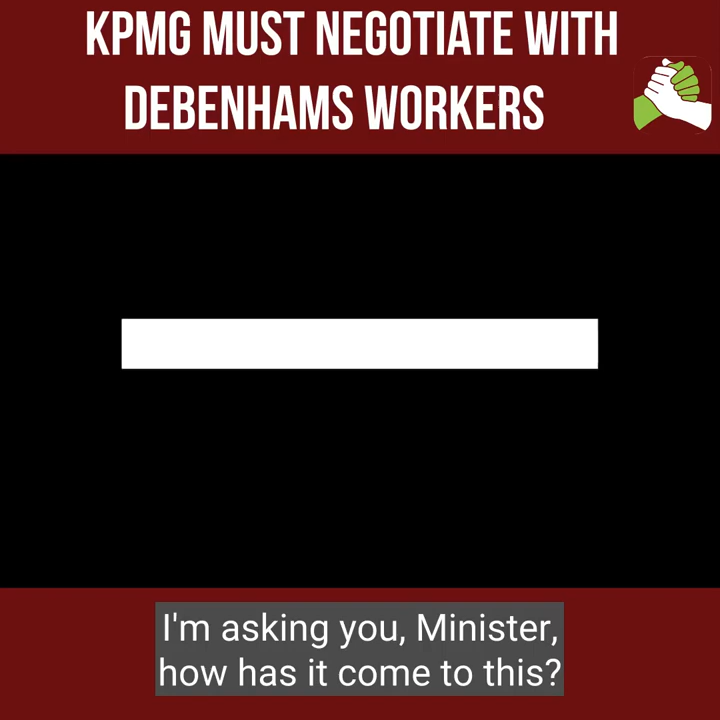 KPMG MUST NEGOTIATE WITH
DEBENHAMS WORKERS
I'm asking you, Minister,
how has it come to this?